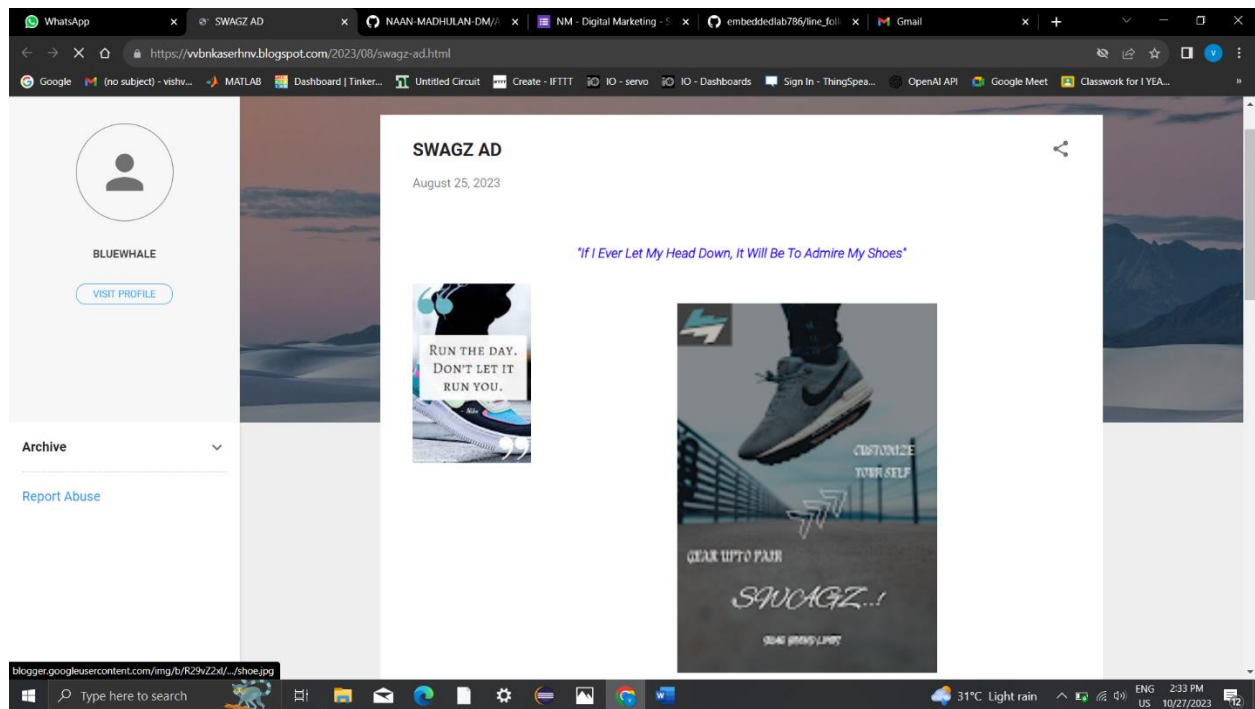 WhatsApp
SWAGZ AD
NAAN-MADHULAN-DM/A
NM - Digital Marketing - S
embeddedlab786/line_foll
Gmail
https://vvbnkaserhnv.blogspot.com/2023/08/swagz-ad.html
Google
(no subject) - vishv...
MATLAB
Dashboard | Tinker...
Untitled Circuit
Create - IFTTT
IO - servo
IO - Dashboards
Sign In - ThingSpea...
OpenAI API
Google Meet
Classwork for I YEA...
BLUEWHALE
VISIT PROFILE
Archive
Report Abuse
SWAGZ AD
August 25, 2023
"If I Ever Let My Head Down, It Will Be To Admire My Shoes"
RUN THE DAY.
DON'T LET IT
RUN YOU.
- Nike
CUSTOMIZE
YOUR SELF
GEAR UPTO PAIR
SWAGZ..!
blogger.googleusercontent.com/img/b/R29vZ2xl/.../shoe.jpg
Type here to search
31°C Light rain
ENG
US
2:33 PM
10/27/2023
12